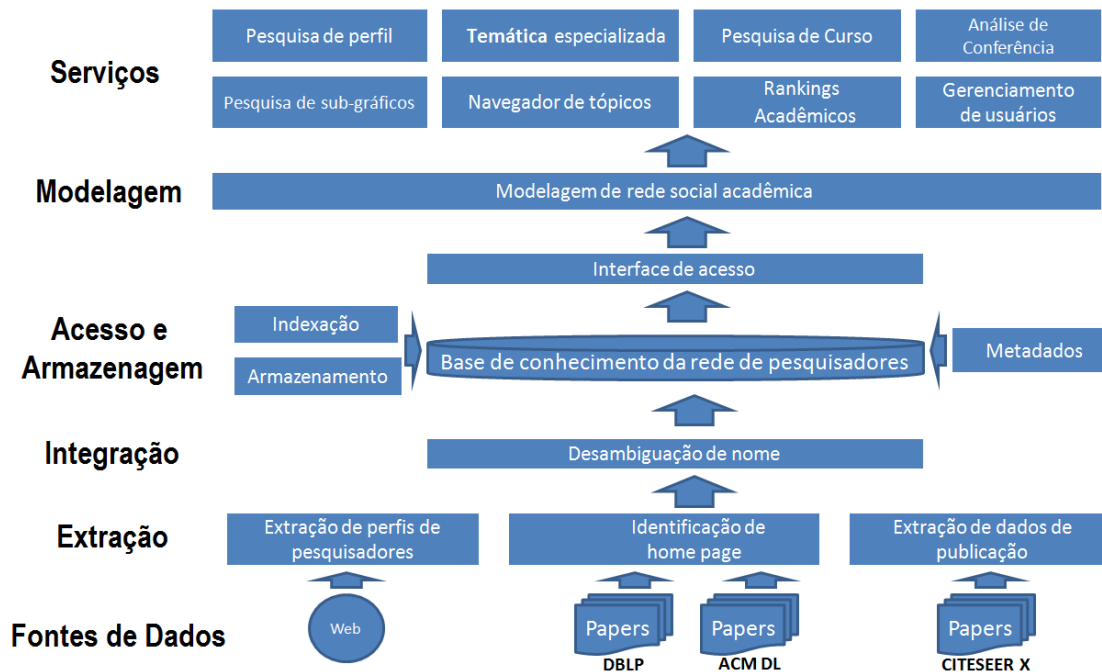 Serviços
Pesquisa de perfil
Temática especializada
Pesquisa de Curso
Análise de
Conferência
Pesquisa de sub-gráficos
Navegador de tópicos
Rankings
Acadêmicos
Gerenciamento
de usuários
Modelagem
Modelagem de rede social acadêmica
Interface de acesso
Acesso e
Armazenagem
Indexação
Armazenamento
Base de conhecimento da rede de pesquisadores
Metadados
Integração
Desambiguação de nome
Extração
Extração de perfis de
pesquisadores
Identificação de
home page
Extração de dados de
publicação
Fontes de Dados
Web
Papers
DBLP
Papers
ACM DL
Papers
CITESEER X